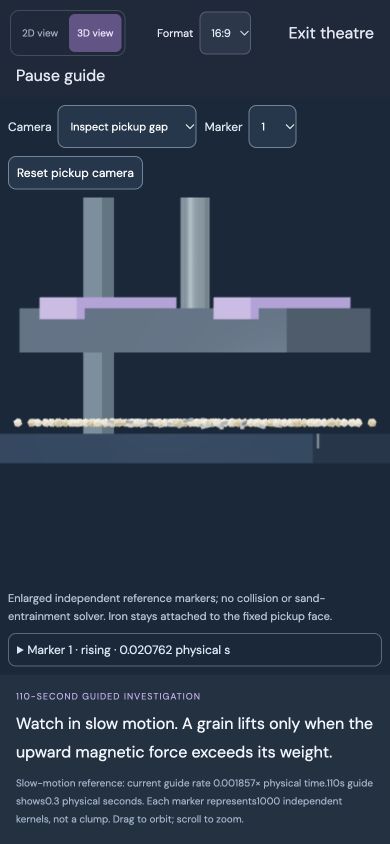 2D view 3D view Format 16:9 Exit theatre
Pause guide
Camera Inspect pickup gap Marker 1
Reset pickup camera
Enlarged independent reference markers; no collision or sand-
entrainment solver. Iron stays attached to the fixed pickup face.
▶ Marker 1 · rising · 0.020762 physical s
110-SECOND GUIDED INVESTIGATION
Watch in slow motion. A grain lifts only when the
upward magnetic force exceeds its weight.
Slow-motion reference: current guide rate 0.001857× physical time.110s guide
shows0.3 physical seconds. Each marker represents1000 independent
kernels, not a clump. Drag to orbit; scroll to zoom.